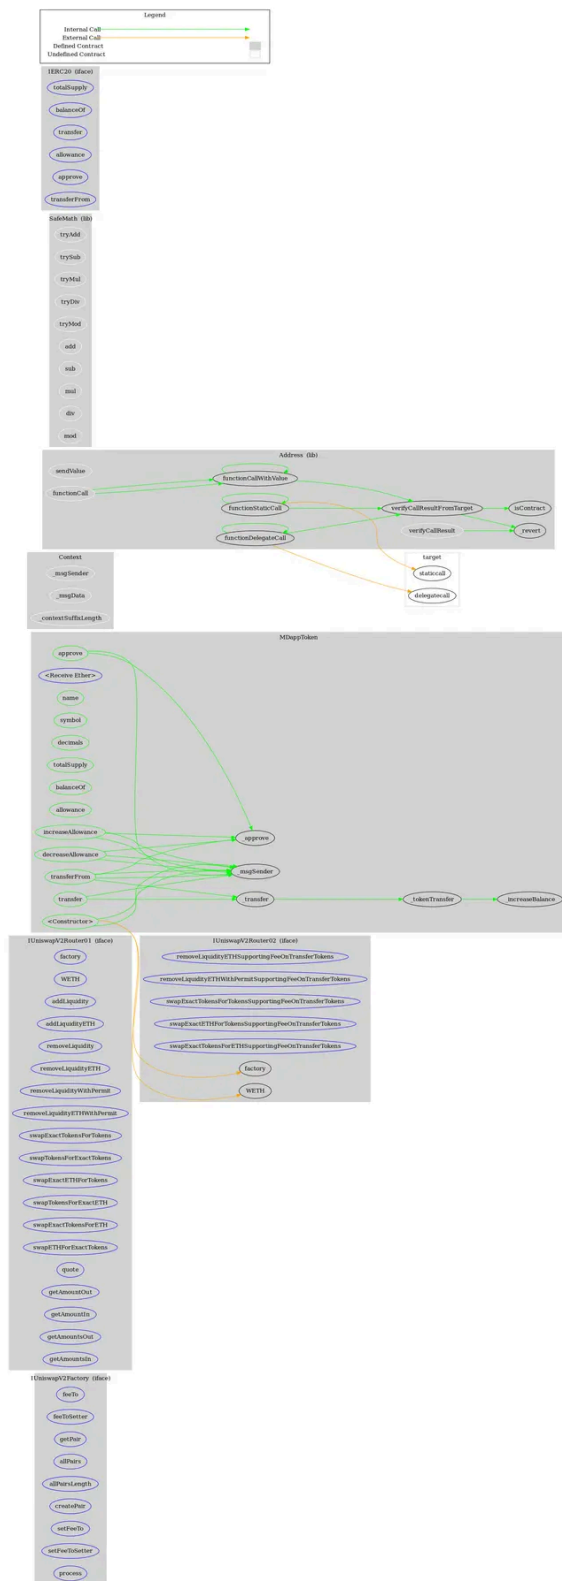 Legend
Internal Call
External Call
Defined Contract
Undefined Contract
IERC20 (iface)
totalSupply
balanceOf
transfer
allowance
approve
transferFrom
SafeMath (lib)
tryAdd
trySub
tryMul
tryDiv
tryMod
add
sub
mul
div
mod
Address (lib)
sendValue
functionCall
functionCallWithValue
functionStaticCall
functionDelegateCall
verifyCallResultFromTarget
verifyCallResult
isContract
_revert
Context
_msgSender
_msgData
_contextSuffixLength
target
staticcall
delegatecall
MDappToken
approve
<Receive Ether>
name
symbol
decimals
totalSupply
balanceOf
allowance
increaseAllowance
decreaseAllowance
transferFrom
transfer
<Constructor>
_approve
_msgSender
_transfer
_tokenTransfer
_increaseBalance
IUniswapV2Router01 (iface)
factory
WETH
addLiquidity
addLiquidityETH
removeLiquidity
removeLiquidityETH
removeLiquidityWithPermit
removeLiquidityETHWithPermit
swapExactTokensForTokens
swapTokensForExactTokens
swapExactETHForTokens
swapTokensForExactETH
swapExactTokensForETH
swapETHForExactTokens
quote
getAmountOut
getAmountIn
getAmountsOut
getAmountsIn
IUniswapV2Router02 (iface)
removeLiquidityETHSupportingFeeOnTransferTokens
removeLiquidityETHWithPermitSupportingFeeOnTransferTokens
swapExactTokensForTokensSupportingFeeOnTransferTokens
swapExactETHForTokensSupportingFeeOnTransferTokens
swapExactTokensForETHSupportingFeeOnTransferTokens
factory
WETH
IUniswapV2Factory (iface)
feeTo
feeToSetter
getPair
allPairs
allPairsLength
createPair
setFeeTo
setFeeToSetter
process